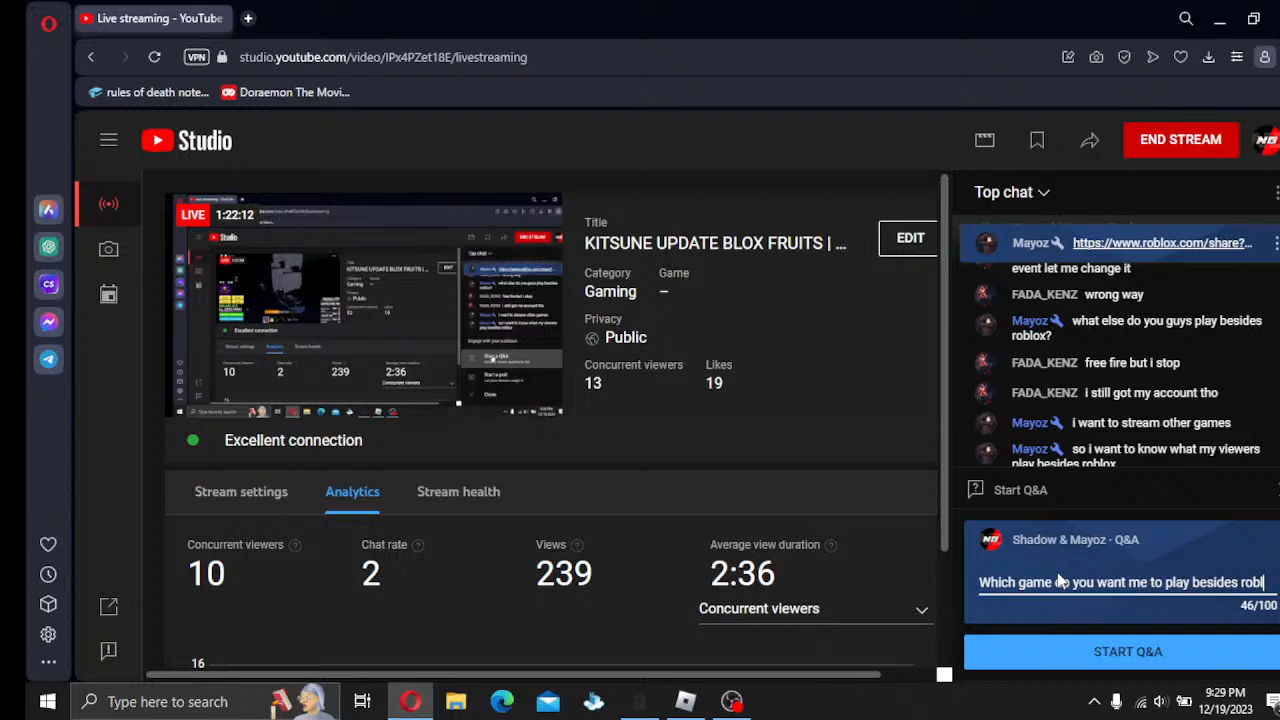 Live streaming - YouTube
VPN
studio.youtube.com/video/IPx4PZet18E/livestreaming
rules of death note...
Doraemon The Movi...
Studio
END STREAM
LIVE
1:22:12
Title
KITSUNE UPDATE BLOX FRUITS | ...
EDIT
Category
Game
Gaming
–
Privacy
Public
Concurrent viewers
Likes
13
19
Excellent connection
Stream settings
Analytics
Stream health
Concurrent viewers
Chat rate
Views
Average view duration
10
2
239
2:36
Concurrent viewers
16
Top chat
Mayoz https://www.roblox.com/share?...
event let me change it
FADA_KENZ wrong way
Mayoz what else do you guys play besides
roblox?
FADA_KENZ free fire but i stop
FADA_KENZ i still got my account tho
Mayoz i want to stream other games
Mayoz so i want to know what my viewers
play besides roblox
Start Q&A
Shadow & Mayoz · Q&A
Which game do you want me to play besides robl
46/100
START Q&A
Type here to search
9:29 PM
12/19/2023